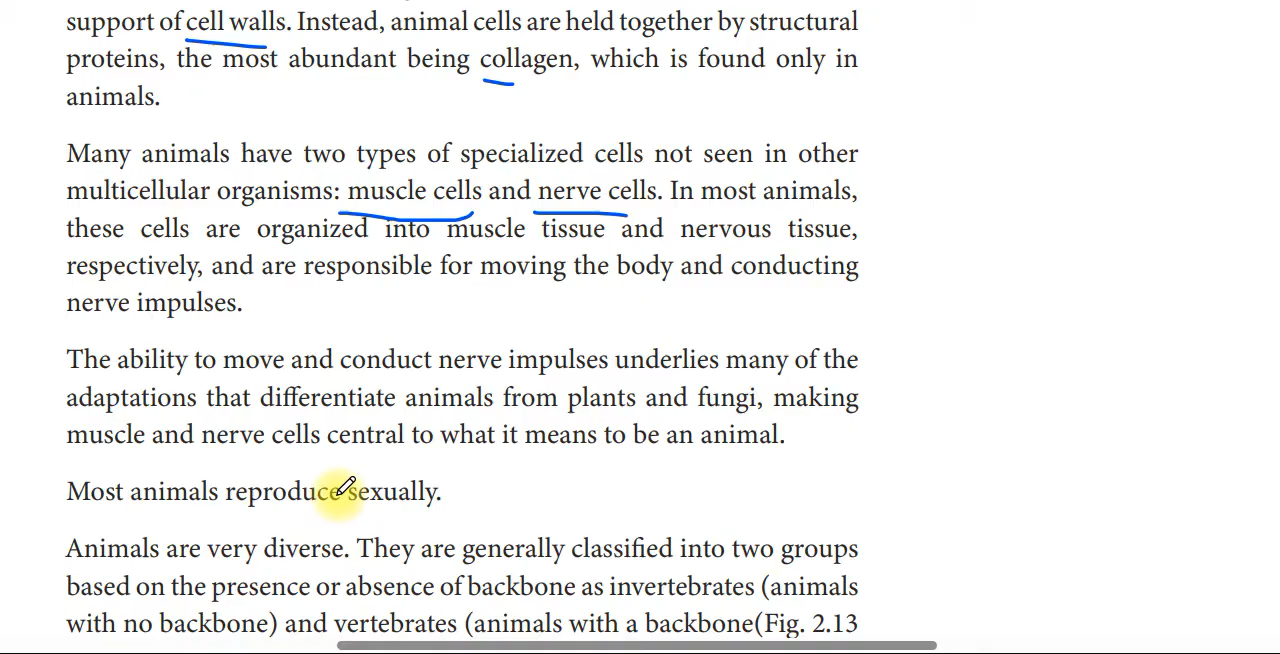 support of cell walls. Instead, animal cells are held together by structural
proteins, the most abundant being collagen, which is found only in
animals.
Many animals have two types of specialized cells not seen in other
multicellular organisms: muscle cells and nerve cells. In most animals,
these cells are organized into muscle tissue and nervous tissue,
respectively, and are responsible for moving the body and conducting
nerve impulses.
The ability to move and conduct nerve impulses underlies many of the
adaptations that differentiate animals from plants and fungi, making
muscle and nerve cells central to what it means to be an animal.
Most animals reproduce sexually.
Animals are very diverse. They are generally classified into two groups
based on the presence or absence of backbone as invertebrates (animals
with no backbone) and vertebrates (animals with a backbone(Fig. 2.13